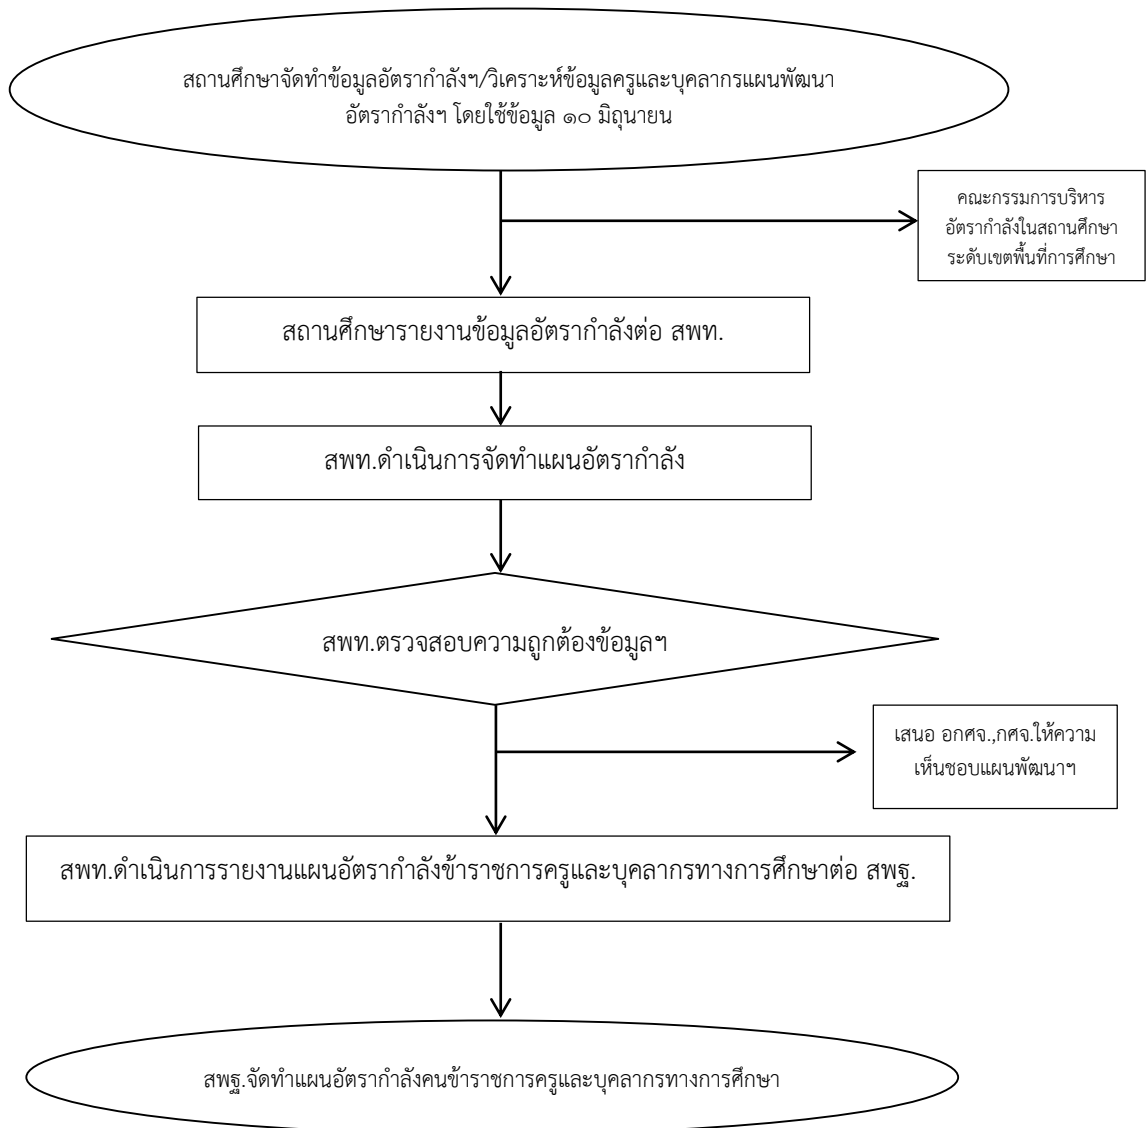 สถานศึกษาจัดทำข้อมูลอัตรากำลังฯ/วิเคราะห์ข้อมูลครูและบุคลากรแผนพัฒนา
อัตรากำลังฯ โดยใช้ข้อมูล ๑๐ มิถุนายน
คณะกรรมการบริหาร
อัตรากำลังในสถานศึกษา
ระดับเขตพื้นที่การศึกษา
สถานศึกษารายงานข้อมูลอัตรากำลังต่อ สพท.
สพท.ดำเนินการจัดทำแผนอัตรากำลัง
สพท.ตรวจสอบความถูกต้องข้อมูลฯ
เสนอ อกศจ.,กศจ.ให้ความ
เห็นชอบแผนพัฒนาฯ
สพท.ดำเนินการรายงานแผนอัตรากำลังข้าราชการครูและบุคลากรทางการศึกษาต่อ สพฐ.
สพฐ.จัดทำแผนอัตรากำลังคนข้าราชการครูและบุคลากรทางการศึกษา